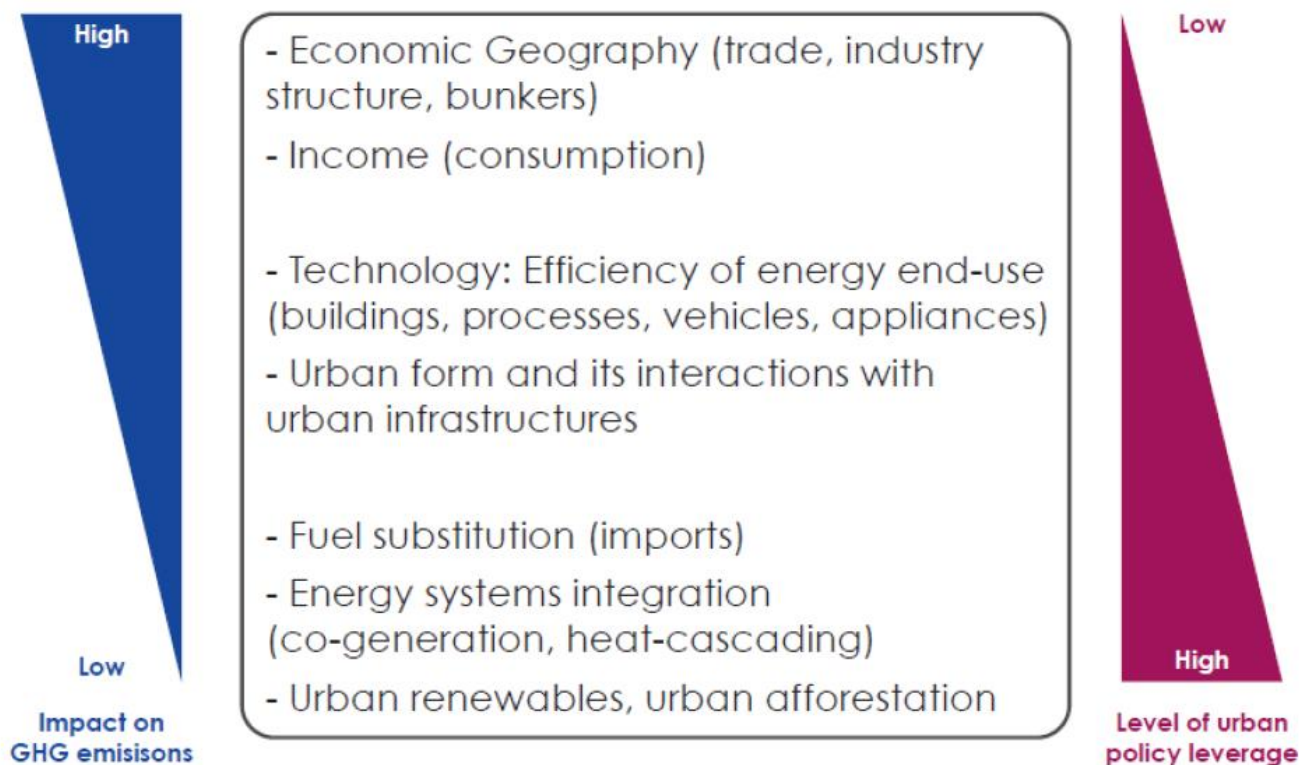 High
Low
- Economic Geography (trade, industry
structure, bunkers)
- Income (consumption)
- Technology: Efficiency of energy end-use
(buildings, processes, vehicles, appliances)
- Urban form and its interactions with
urban infrastructures
- Fuel substitution (imports)
- Energy systems integration
(co-generation, heat-cascading)
- Urban renewables, urban afforestation
Low
High
Impact on
GHG emisisons
Level of urban
policy leverage